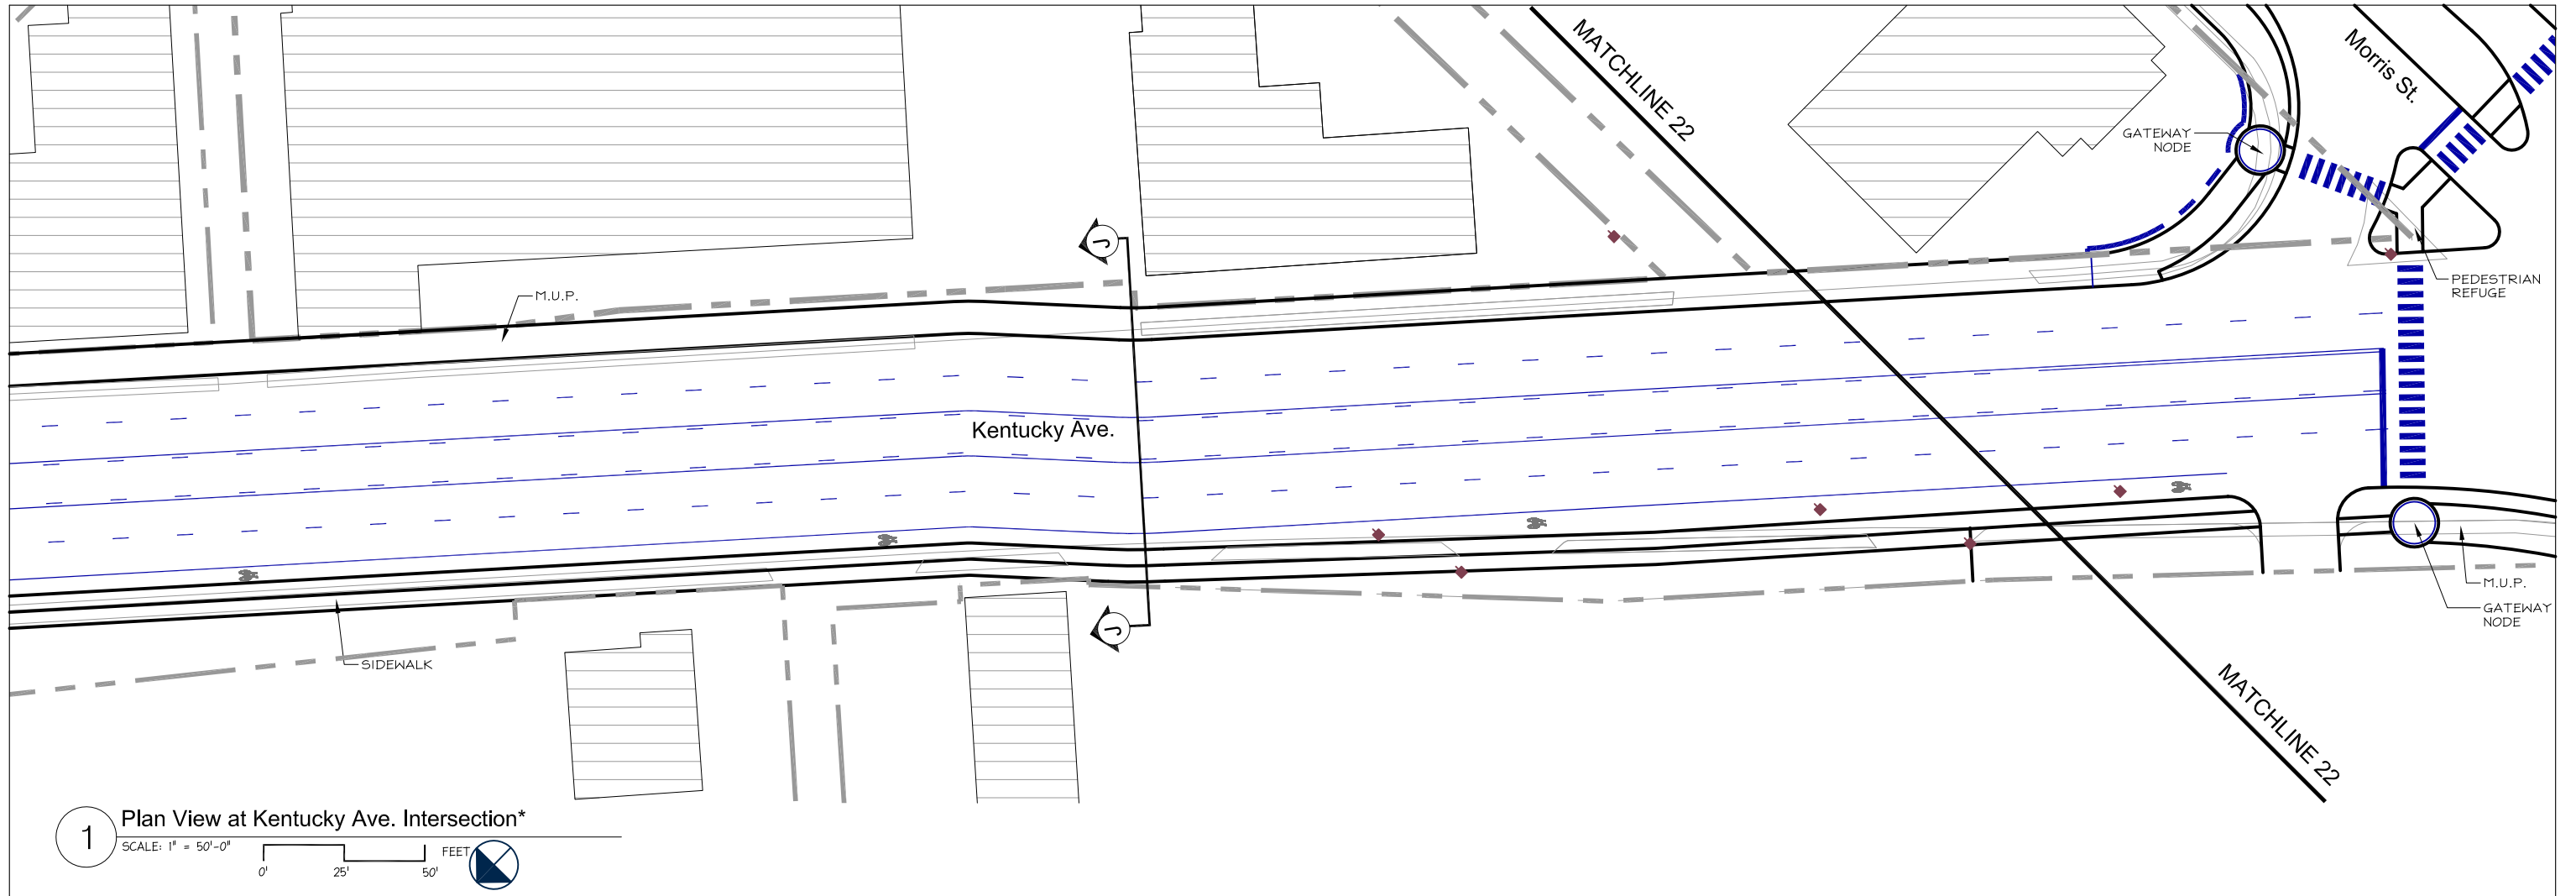 MATCHLINE 22
Morris St.
GATEWAY
NODE
PEDESTRIAN
REFUGE
M.U.P.
J
Kentucky Ave.
J
SIDEWALK
M.U.P.
GATEWAY
NODE
MATCHLINE 22
1
Plan View at Kentucky Ave. Intersection*
SCALE: 1" = 50'-0"
0' 25' 50' FEET